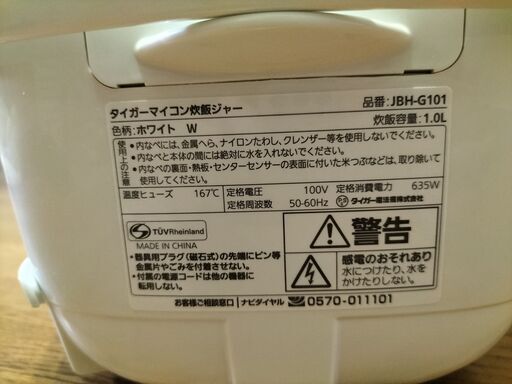 タイガーマイコン炊飯ジャー 品番：JBH-G101
色柄：ホワイト W 炊飯容量：1.0L
使用上の注意
• 内なべには、金属へら、ナイロンたわし、クレンザー等を使用しないでください。
• 内なべと本体の間には絶対に水を入れないでください。
• 内なべの裏面・熱板・センターセンサーの表面に付いた米つぶなどは、取り除いて
使用してください。
温度ヒューズ 167℃ 定格電圧 100V 定格消費電力 635W
定格周波数 50-60Hz タイガー魔法瓶株式会社
TÜVRheinland
MADE IN CHINA
• 器具用プラグ（磁石式）の先端にピン等
金属片やごみを付着させない。
• 付属の電源コードは他の機器に
転用しない。
警告
感電のおそれあり
水につけたり、水を
かけたりしない。
お客様ご相談窓口 ナビダイヤル 0570-011101